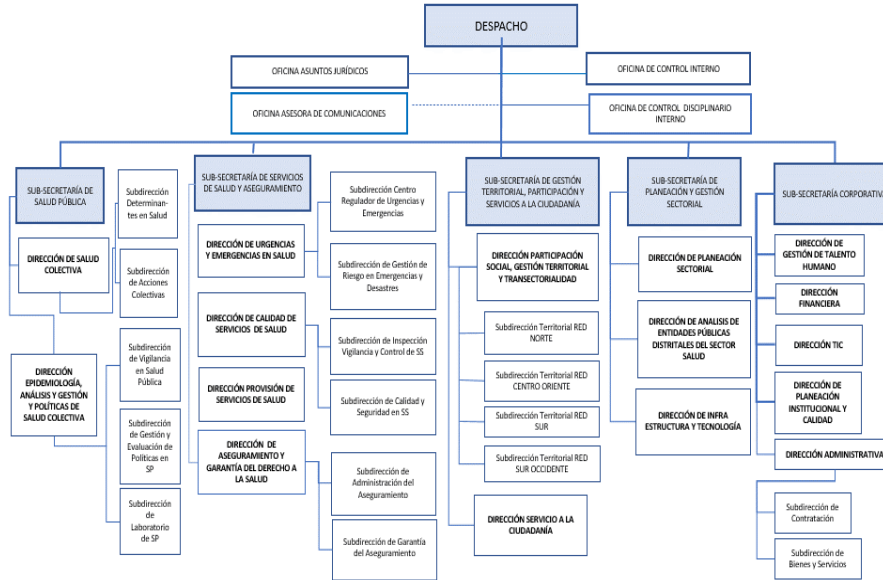 DESPACHO
OFICINA ASUNTOS JURÍDICOS
OFICINA DE CONTROL INTERNO
OFICINA ASESORA DE COMUNICACIONES
OFICINA DE CONTROL DISCIPLINARIO
INTERNO
SUB-SECRETARÍA DE
SALUD PÚBLICA
DIRECCIÓN DE SALUD
COLECTIVA
Subdirección
Determinan-
tes en Salud
Subdirección
de Acciones
Colectivas
DIRECCIÓN
EPIDEMIOLOGÍA,
ANÁLISIS Y GESTIÓN
Y POLÍTICAS DE
SALUD COLECTIVA
Subdirección
de Vigilancia
en Salud
Pública
Subdirección
de Gestión y
Evaluación de
Políticas en
SP
Subdirección
de
Laboratorio
de SP
SUB-SECRETARÍA DE SERVICIOS
DE SALUD Y ASEGURAMIENTO
DIRECCIÓN DE URGENCIAS
Y EMERGENCIAS EN SALUD
Subdirección Centro
Regulador de Urgencias y
Emergencias
Subdirección de Gestión de
Riesgo en Emergencias y
Desastres
DIRECCIÓN DE CALIDAD DE
SERVICIOS DE SALUD
Subdirección de Inspección
Vigilancia y Control de SS
Subdirección de Calidad y
Seguridad en SS
DIRECCIÓN PROVISIÓN DE
SERVICIOS DE SALUD
DIRECCIÓN DE
ASEGURAMIENTO Y
GARANTÍA DEL DERECHO A
LA SALUD
Subdirección de
Administración del
Aseguramiento
Subdirección de Garantía
del Aseguramiento
SUB-SECRETARÍA DE GESTIÓN
TERRITORIAL, PARTICIPACIÓN Y
SERVICIOS A LA CIUDADANÍA
DIRECCIÓN PARTICIPACIÓN
SOCIAL, GESTIÓN TERRITORIAL
Y TRANSECTORIALIDAD
Subdirección Territorial RED
NORTE
Subdirección Territorial RED
CENTRO ORIENTE
Subdirección Territorial RED
SUR
Subdirección Territorial RED
SUR OCCIDENTE
DIRECCIÓN SERVICIO A LA
CIUDADANÍA
SUB-SECRETARÍA DE
PLANEACIÓN Y GESTIÓN
SECTORIAL
DIRECCIÓN DE PLANEACIÓN
SECTORIAL
DIRECCIÓN DE ANALISIS DE
ENTIDADES PÚBLICAS
DISTRITALES DEL SECTOR
SALUD
DIRECCIÓN DE INFRA
ESTRUCTURA Y TECNOLOGÍA
SUB-SECRETARÍA CORPORATIVA
DIRECCIÓN DE
GESTIÓN DE TALENTO
HUMANO
DIRECCIÓN
FINANCIERA
DIRECCIÓN TIC
DIRECCIÓN DE
PLANEACIÓN
INSTITUCIONAL Y
CALIDAD
DIRECCIÓN ADMINISTRATIVA
Subdirección de
Contratación
Subdirección de
Bienes y Servicios